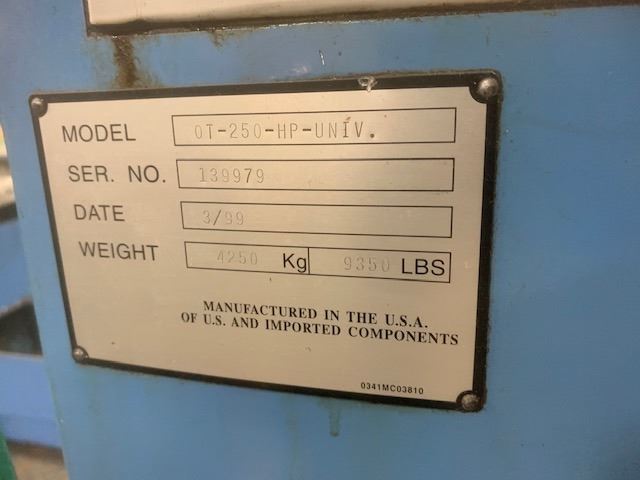 MODEL OT-250-HP-UNIV.
SER. NO. 139979
DATE 3/99
WEIGHT 4250 Kg 9350 LBS
MANUFACTURED IN THE U.S.A.
OF U.S. AND IMPORTED COMPONENTS
0341MC03810